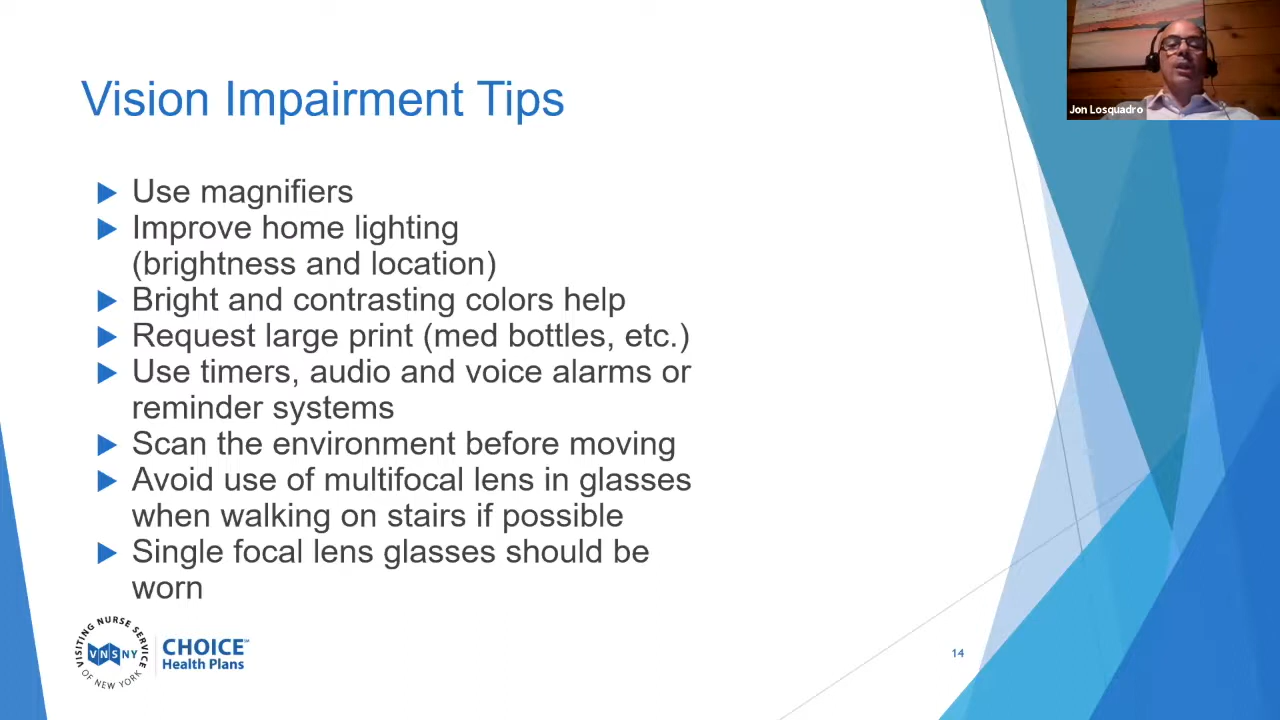 Vision Impairment Tips
Jon Losquadro
Use magnifiers
Improve home lighting
(brightness and location)
Bright and contrasting colors help
Request large print (med bottles, etc.)
Use timers, audio and voice alarms or
reminder systems
Scan the environment before moving
Avoid use of multifocal lens in glasses
when walking on stairs if possible
Single focal lens glasses should be
worn
VISITING NURSE SERVICE
OF NEW YORK
VNSNY
CHOICE℠
Health Plans
14